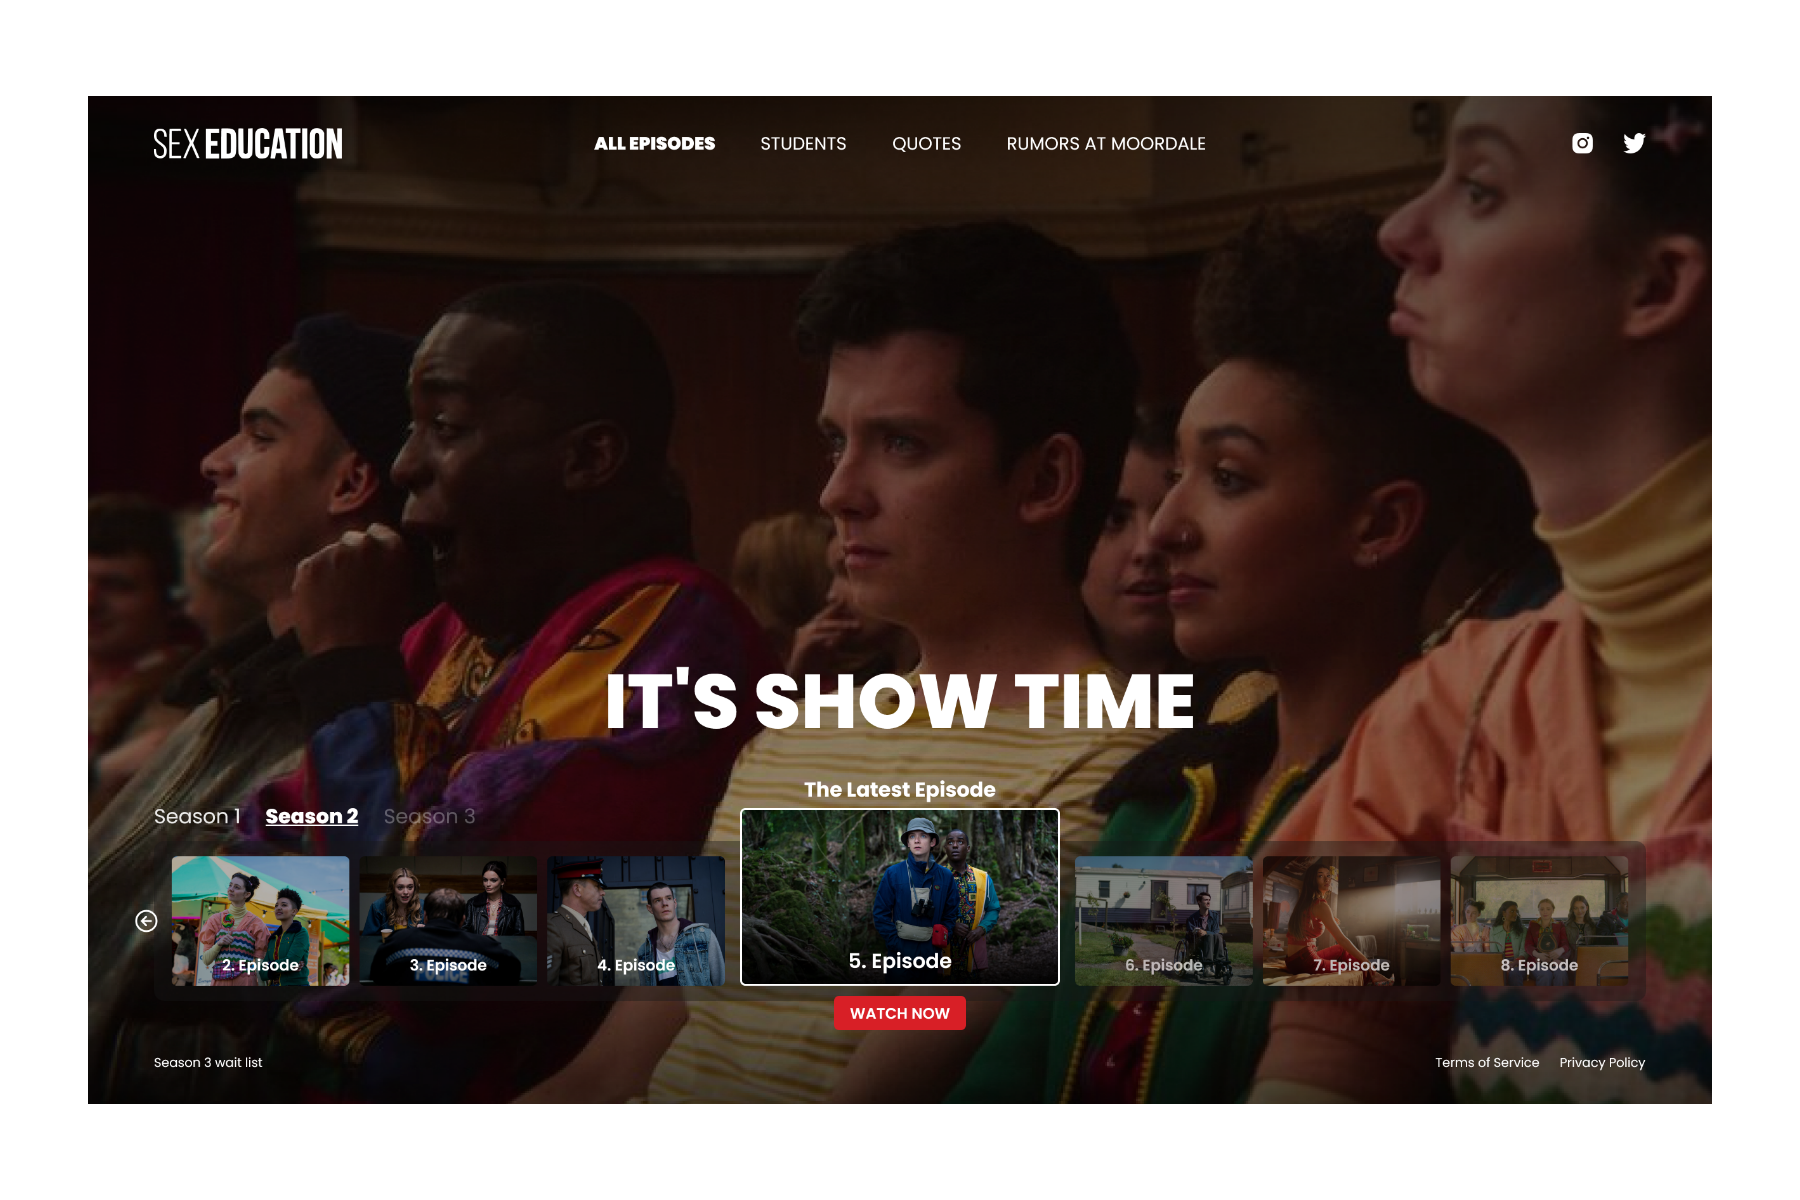 SEX EDUCATION
ALL EPISODES STUDENTS QUOTES RUMORS AT MOORDALE
IT'S SHOW TIME
The Latest Episode
Season 1 Season 2 Season 3
2. Episode 3. Episode 4. Episode 5. Episode 6. Episode 7. Episode 8. Episode
WATCH NOW
Season 3 wait list Terms of Service Privacy Policy